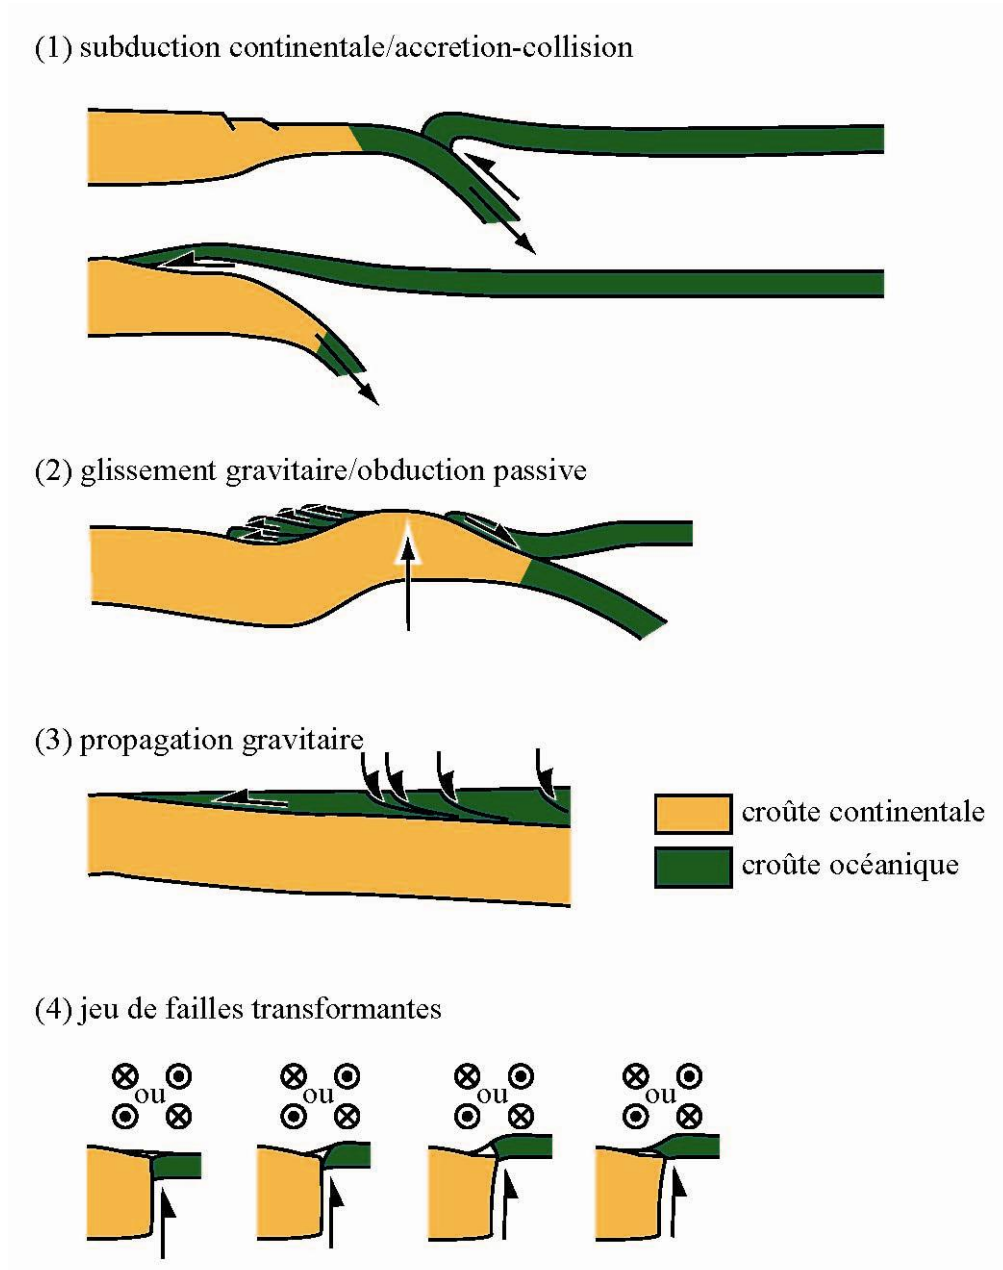 (1) subduction continentale/accretion-collision
(2) glissement gravitaire/obduction passive
(3) propagation gravitaire
croûte continentale
croûte océanique
(4) jeu de failles transformantes
ou ou ou ou